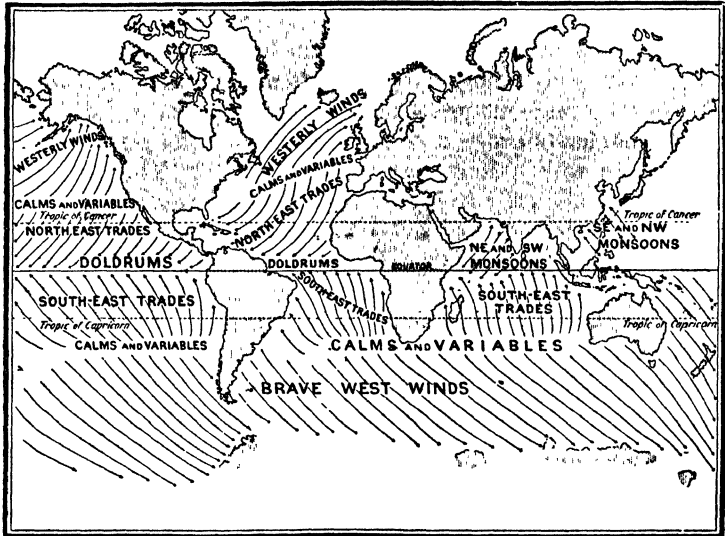 WESTERLY WINDS
WESTERLY WINDS
CALMS AND VARIABLES
CALMS AND VARIABLES
Tropic of Cancer
Tropic of Cancer
NORTH-EAST TRADES
NORTH-EAST TRADES
SE AND NW
MONSOONS
NE AND SW
MONSOONS
DOLDRUMS
DOLDRUMS
EQUATOR
SOUTH-EAST TRADES
SOUTH-EAST TRADES
SOUTH-EAST
TRADES
Tropic of Capricorn
Tropic of Capricorn
CALMS AND VARIABLES
CALMS AND VARIABLES
BRAVE WEST WINDS